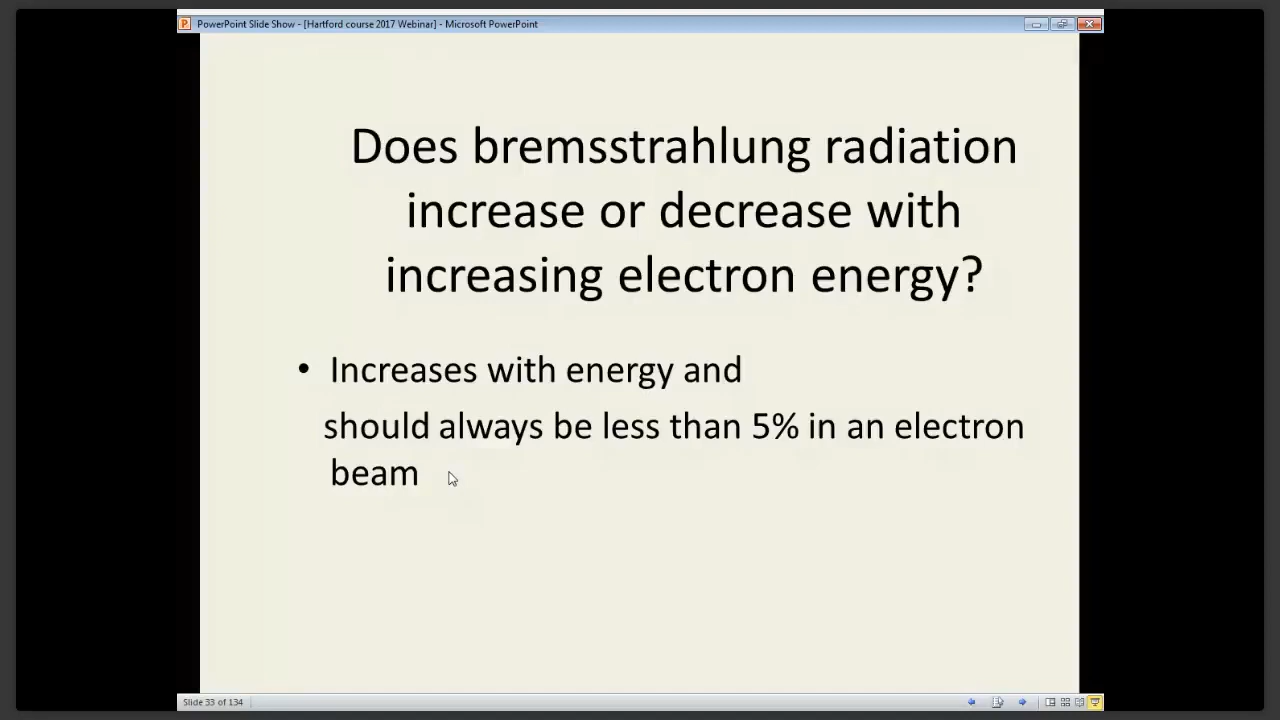 PowerPoint Slide Show - [Hartford course 2017 Webinar] - Microsoft PowerPoint
Does bremsstrahlung radiation
increase or decrease with
increasing electron energy?
• Increases with energy and
should always be less than 5% in an electron
beam
Slide 33 of 134